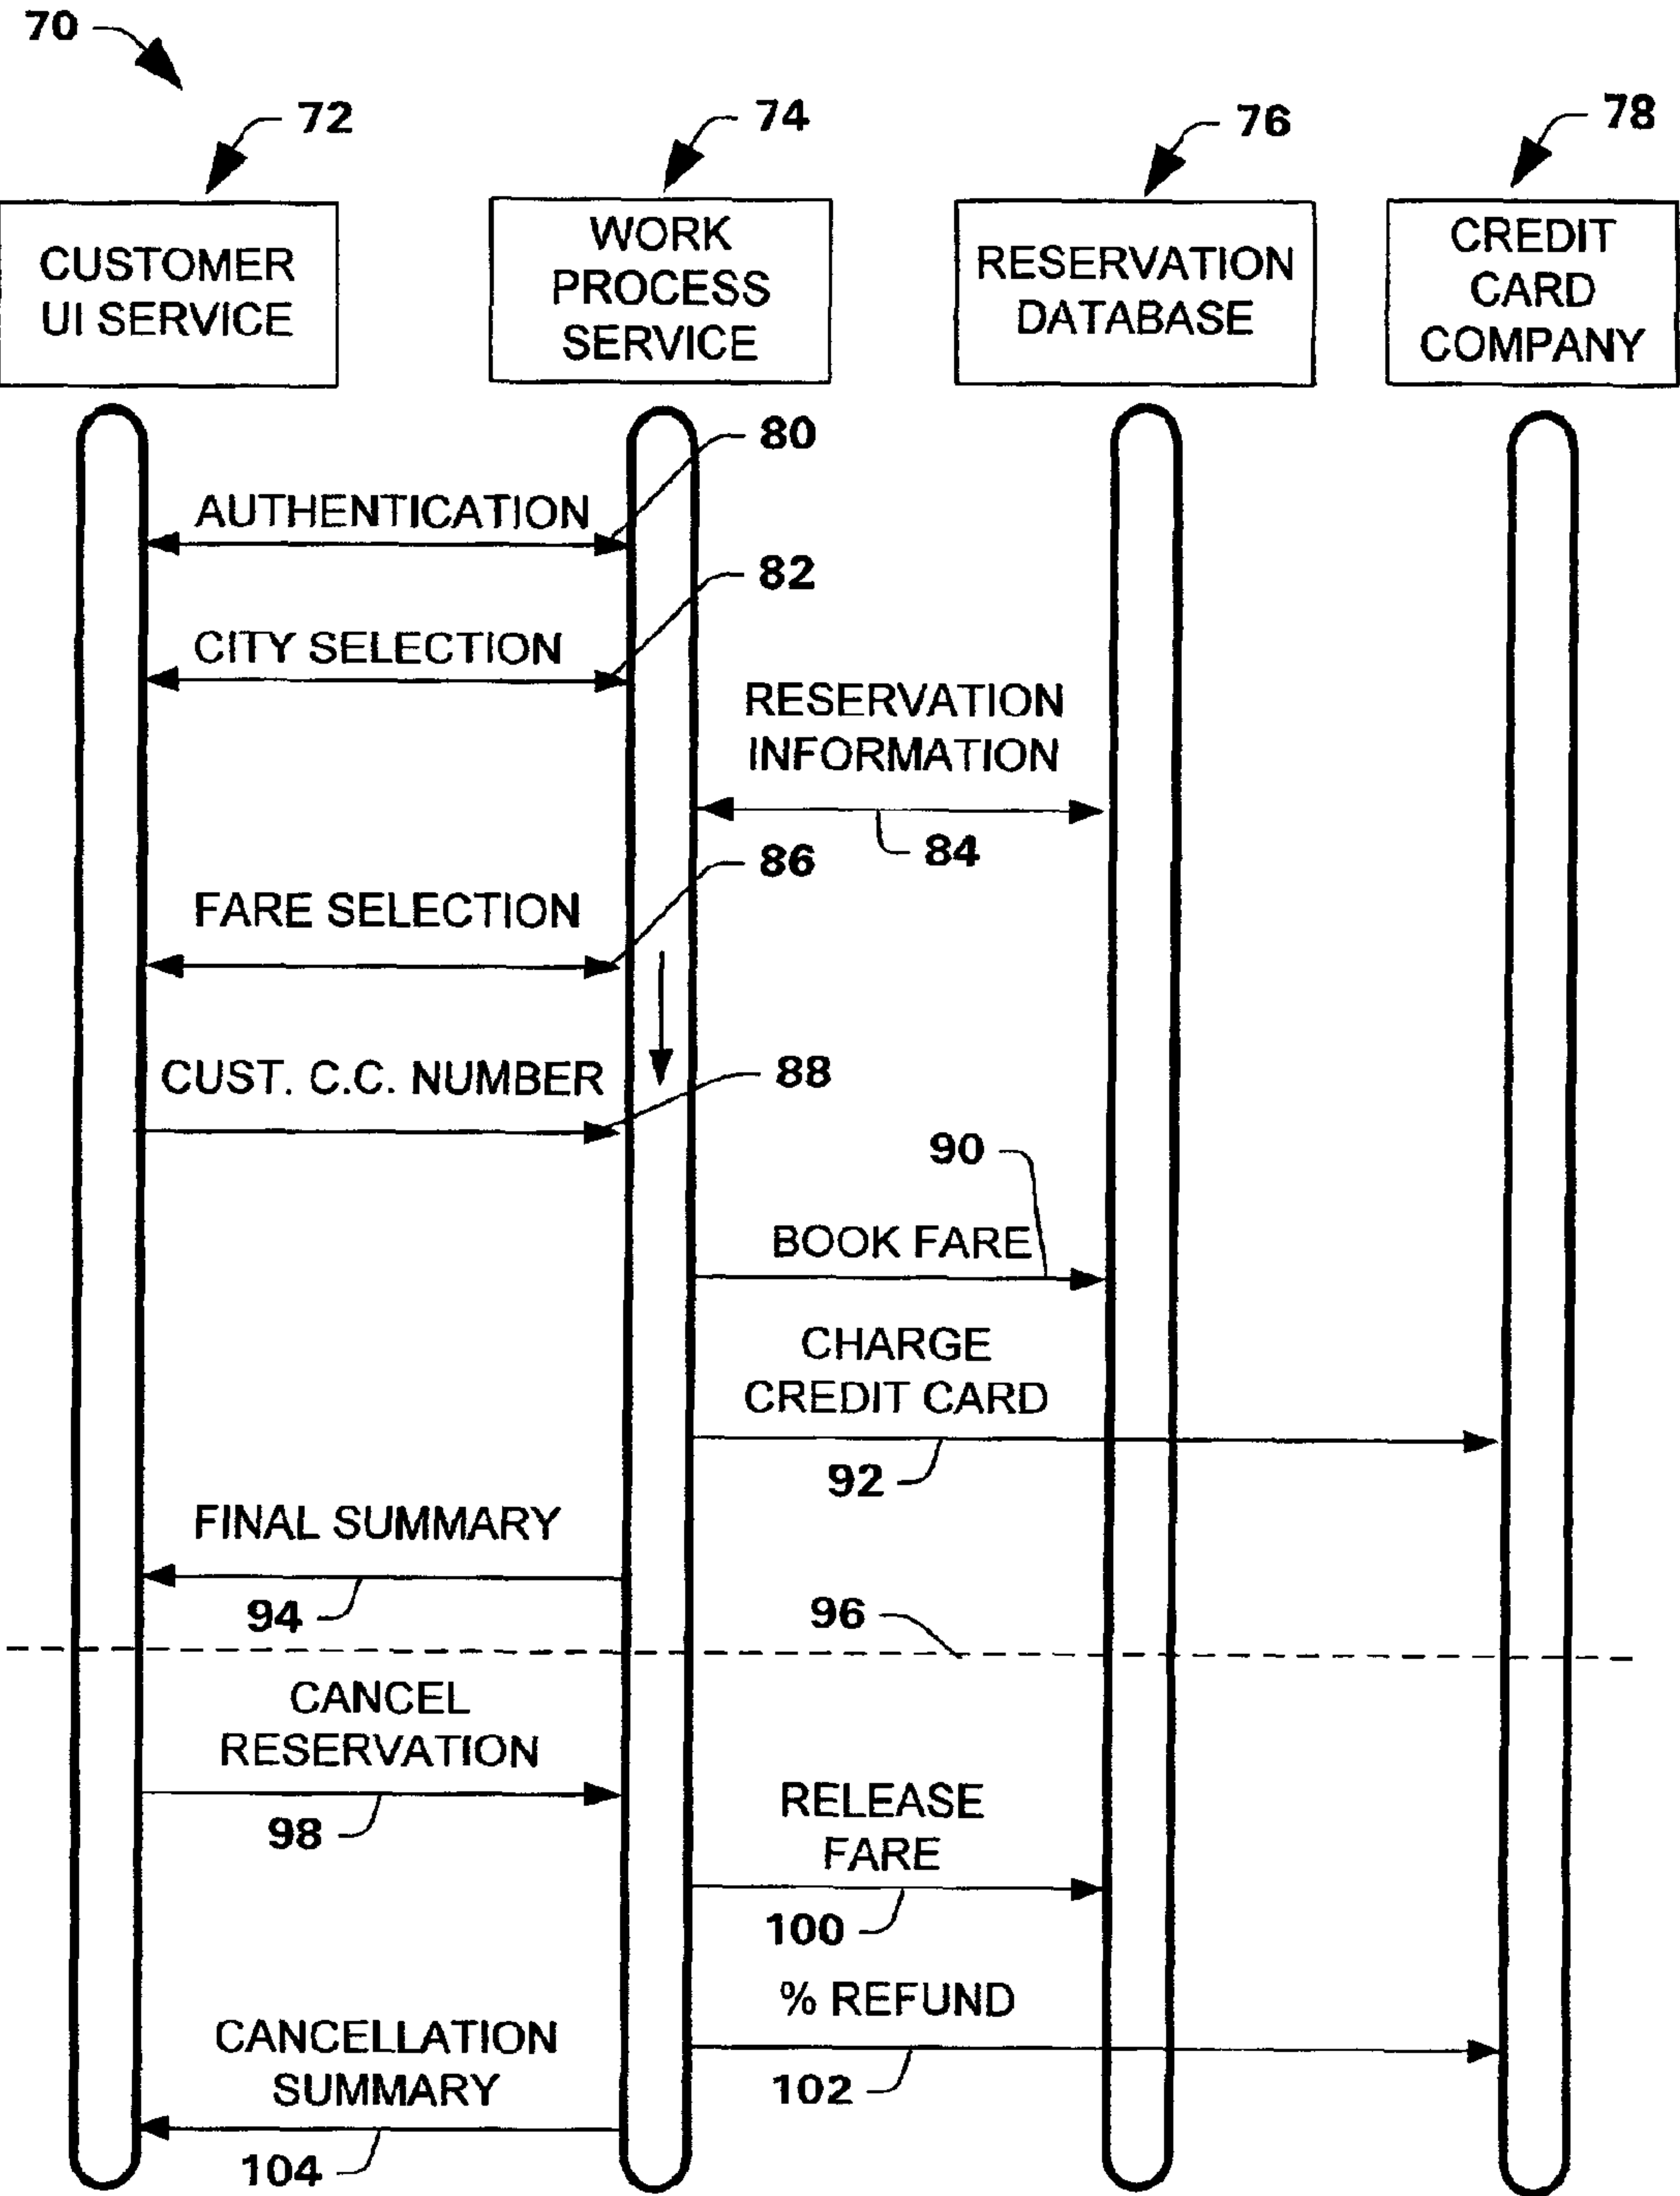 70
72
74
76
78
CUSTOMER
UI SERVICE
WORK
PROCESS
SERVICE
RESERVATION
DATABASE
CREDIT
CARD
COMPANY
80
AUTHENTICATION
82
CITY SELECTION
RESERVATION
INFORMATION
84
86
FARE SELECTION
CUST. C.C. NUMBER
88
90
BOOK FARE
CHARGE
CREDIT CARD
92
FINAL SUMMARY
94
96
CANCEL
RESERVATION
98
RELEASE
FARE
100
% REFUND
102
CANCELLATION
SUMMARY
104